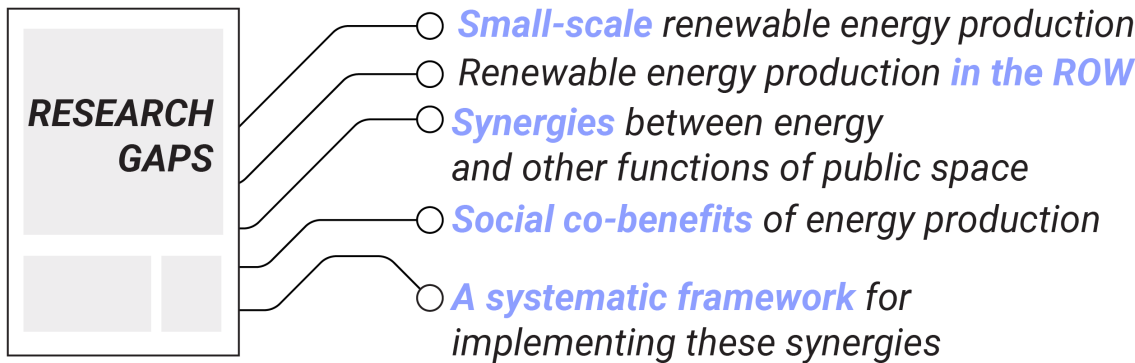 RESEARCH
GAPS
Small-scale renewable energy production
Renewable energy production in the ROW
Synergies between energy
and other functions of public space
Social co-benefits of energy production
A systematic framework for
implementing these synergies